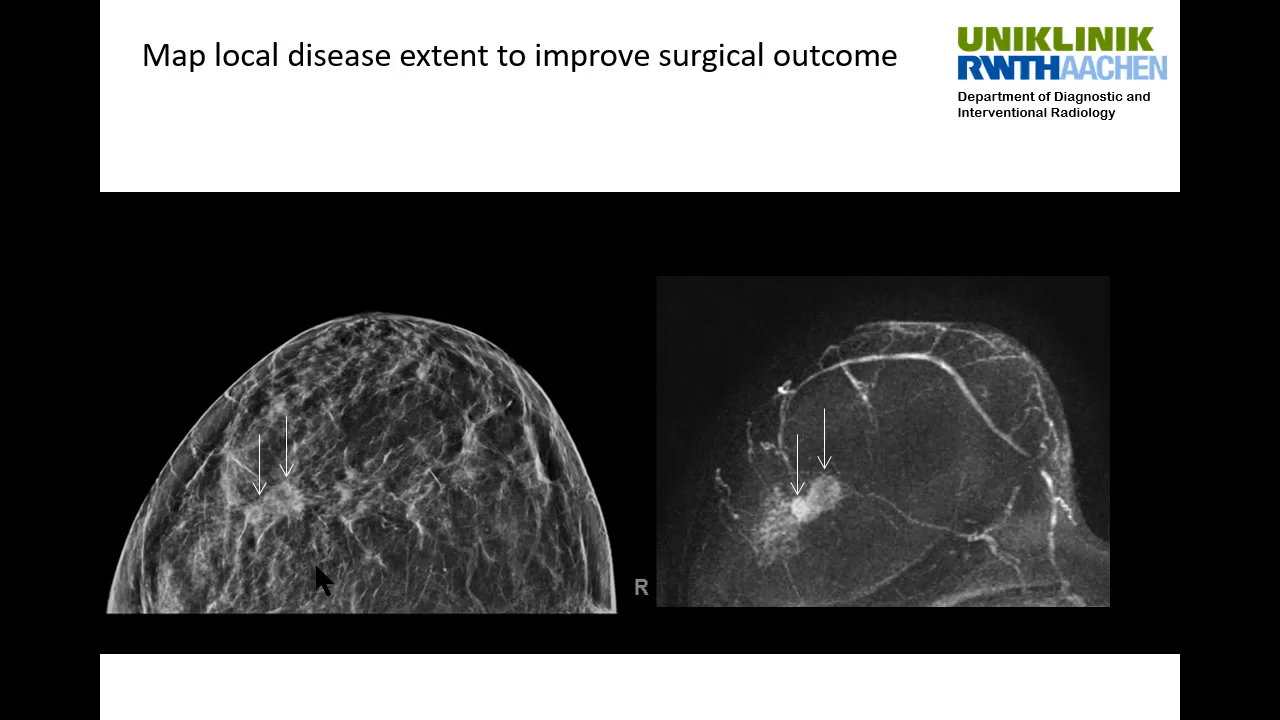 Map local disease extent to improve surgical outcome
UNIKLINIK
RWTHAACHEN
Department of Diagnostic and
Interventional Radiology
R